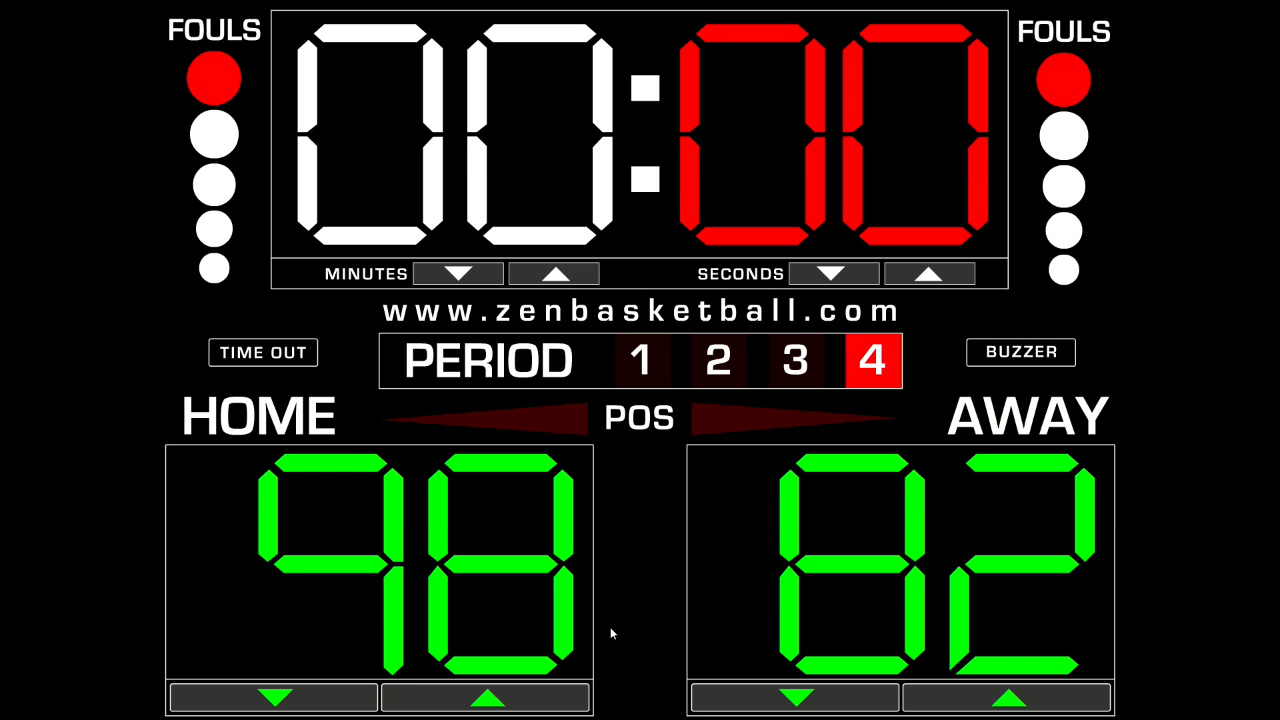 FOULS 00:00 FOULS
MINUTES SECONDS
www.zenbasketball.com
TIME OUT PERIOD 1 2 3 4 BUZZER
HOME POS AWAY
98 82